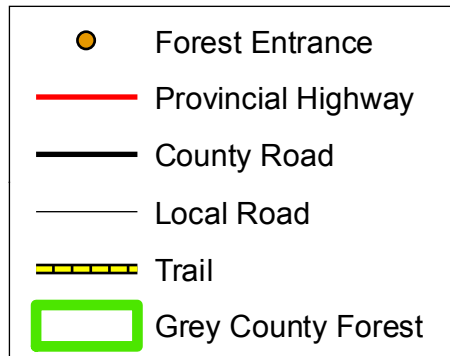 Forest Entrance
Provincial Highway
County Road
Local Road
Trail
Grey County Forest